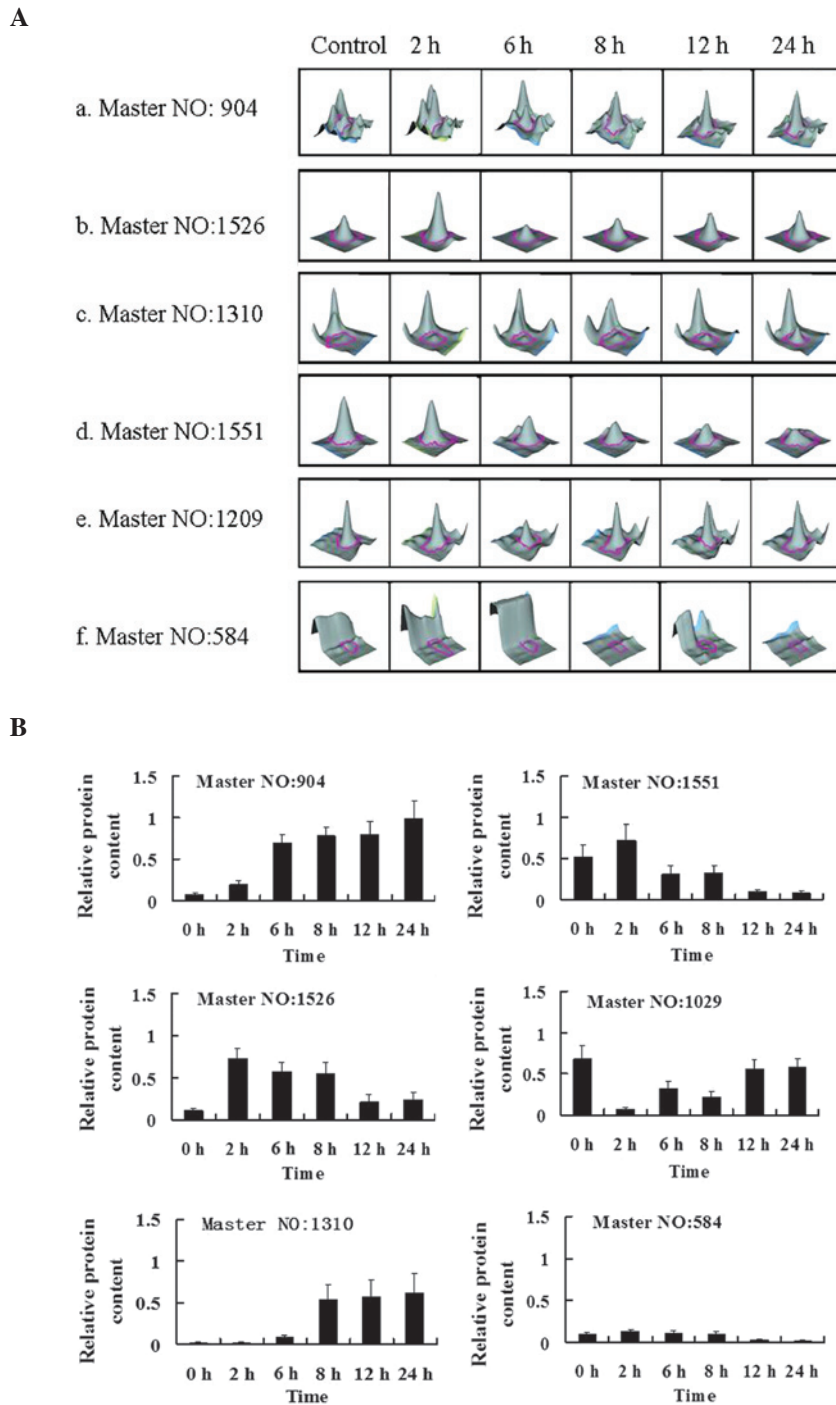 A
Control 2 h 6 h 8 h 12 h 24 h
a. Master NO: 904
b. Master NO:1526
c. Master NO:1310
d. Master NO:1551
e. Master NO:1209
f. Master NO:584
B
Master NO:904
Relative protein
content
1.5
1
0.5
0
0 h 2 h 6 h 8 h 12 h 24 h
Time
Master NO:1551
Relative protein
content
1.5
1
0.5
0
0 h 2 h 6 h 8 h 12 h 24 h
Time
Master NO:1526
Relative protein
content
1.5
1
0.5
0
0 h 2 h 6 h 8 h 12 h 24 h
Time
Master NO:1029
Relative protein
content
1.5
1
0.5
0
0 h 2 h 6 h 8 h 12 h 24 h
Time
Master NO:1310
Relative protein
content
1.5
1
0.5
0
0 h 2 h 6 h 8 h 12 h 24 h
Time
Master NO:584
Relative protein
content
1.5
1
0.5
0
0 h 2 h 6 h 8 h 12 h 24 h
Time